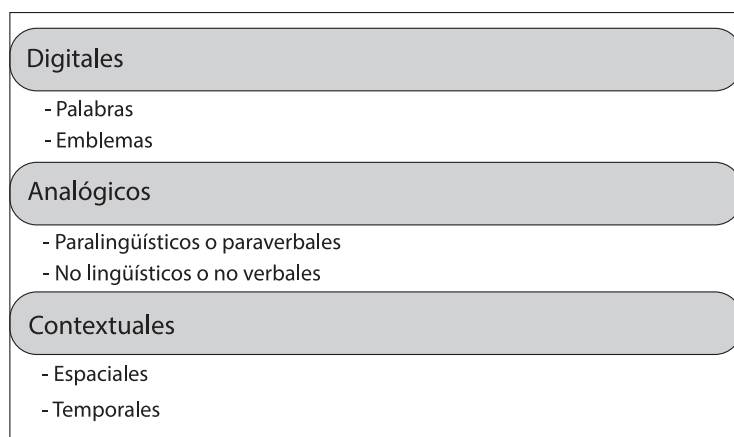 Digitales
- Palabras
- Emblemas
Analógicos
- Paralingüísticos o paraverbales
- No lingüísticos o no verbales
Contextuales
- Espaciales
- Temporales